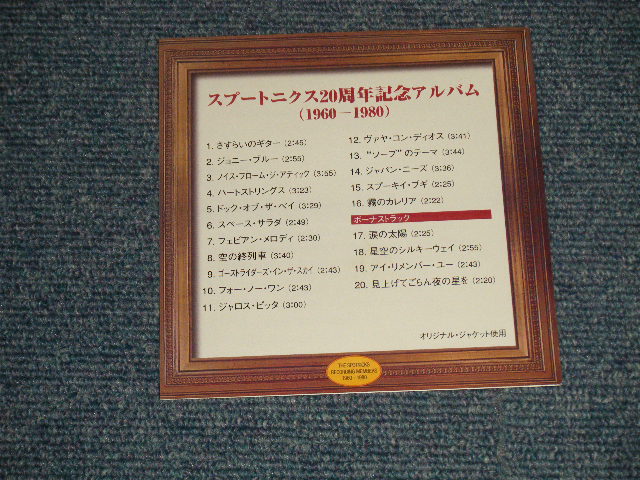 スプートニクス20周年記念アルバム
(1960－1980)
1. さすらいのギター (2:45)
2. ジョニー・ブルー (2:55)
3. ノイズ・フローム・ジ・アティック (3:55)
4. ハートストリングス (3:23)
5. ドック・オブ・ザ・ベイ (3:29)
6. スペース・サラダ (2:49)
7. フェビアン・メロディ (2:30)
8. 空の終列車 (3:40)
9. ゴーストライダーズ・イン・ザ・スカイ (2:43)
10. フォー・ノー・ワン (2:43)
11. ジャロス・ピッタ (3:00)
12. ヴァヤ・コン・ディオス (3:41)
13. “ソープ”のテーマ (3:44)
14. ジャパン・ニーズ (3:36)
15. スプーキイ・ブギ (2:25)
16. 霧のカレリア (2:22)
ボーナストラック
17. 涙の太陽 (2:25)
18. 星空のシルキーウェイ (2:55)
19. アイ・リメンバー・ユー (2:43)
20. 見上げてごらん夜の星を (2:20)
オリジナル・ジャケット使用
THE SPOTNICKS
RECORDING MEMBERS
1960－1980